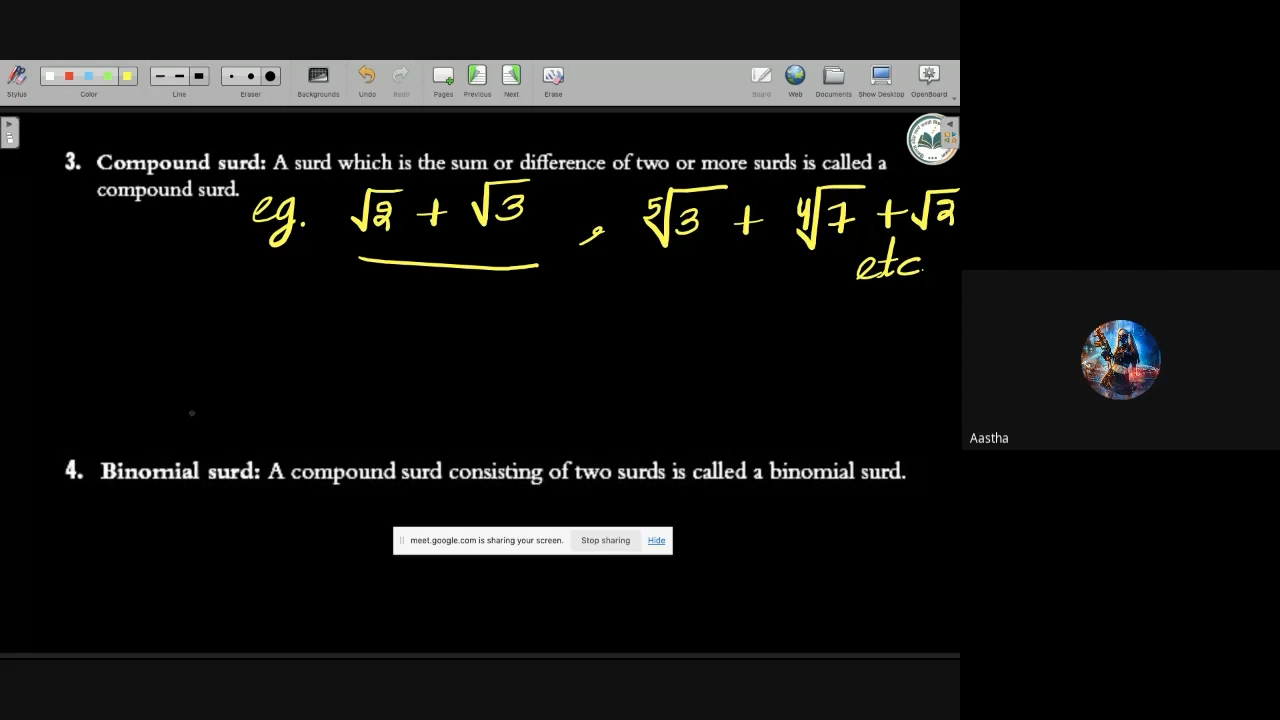 Stylus Color Line Eraser Backgrounds Undo Redo Pages Previous Next Erase Board Web Documents Show Desktop OpenBoard
3. Compound surd: A surd which is the sum or difference of two or more surds is called a
compound surd.
eg. √2 + √3 , ⁵√3 + ⁴√7 + √2
etc.
Aastha
4. Binomial surd: A compound surd consisting of two surds is called a binomial surd.
meet.google.com is sharing your screen. Stop sharing Hide